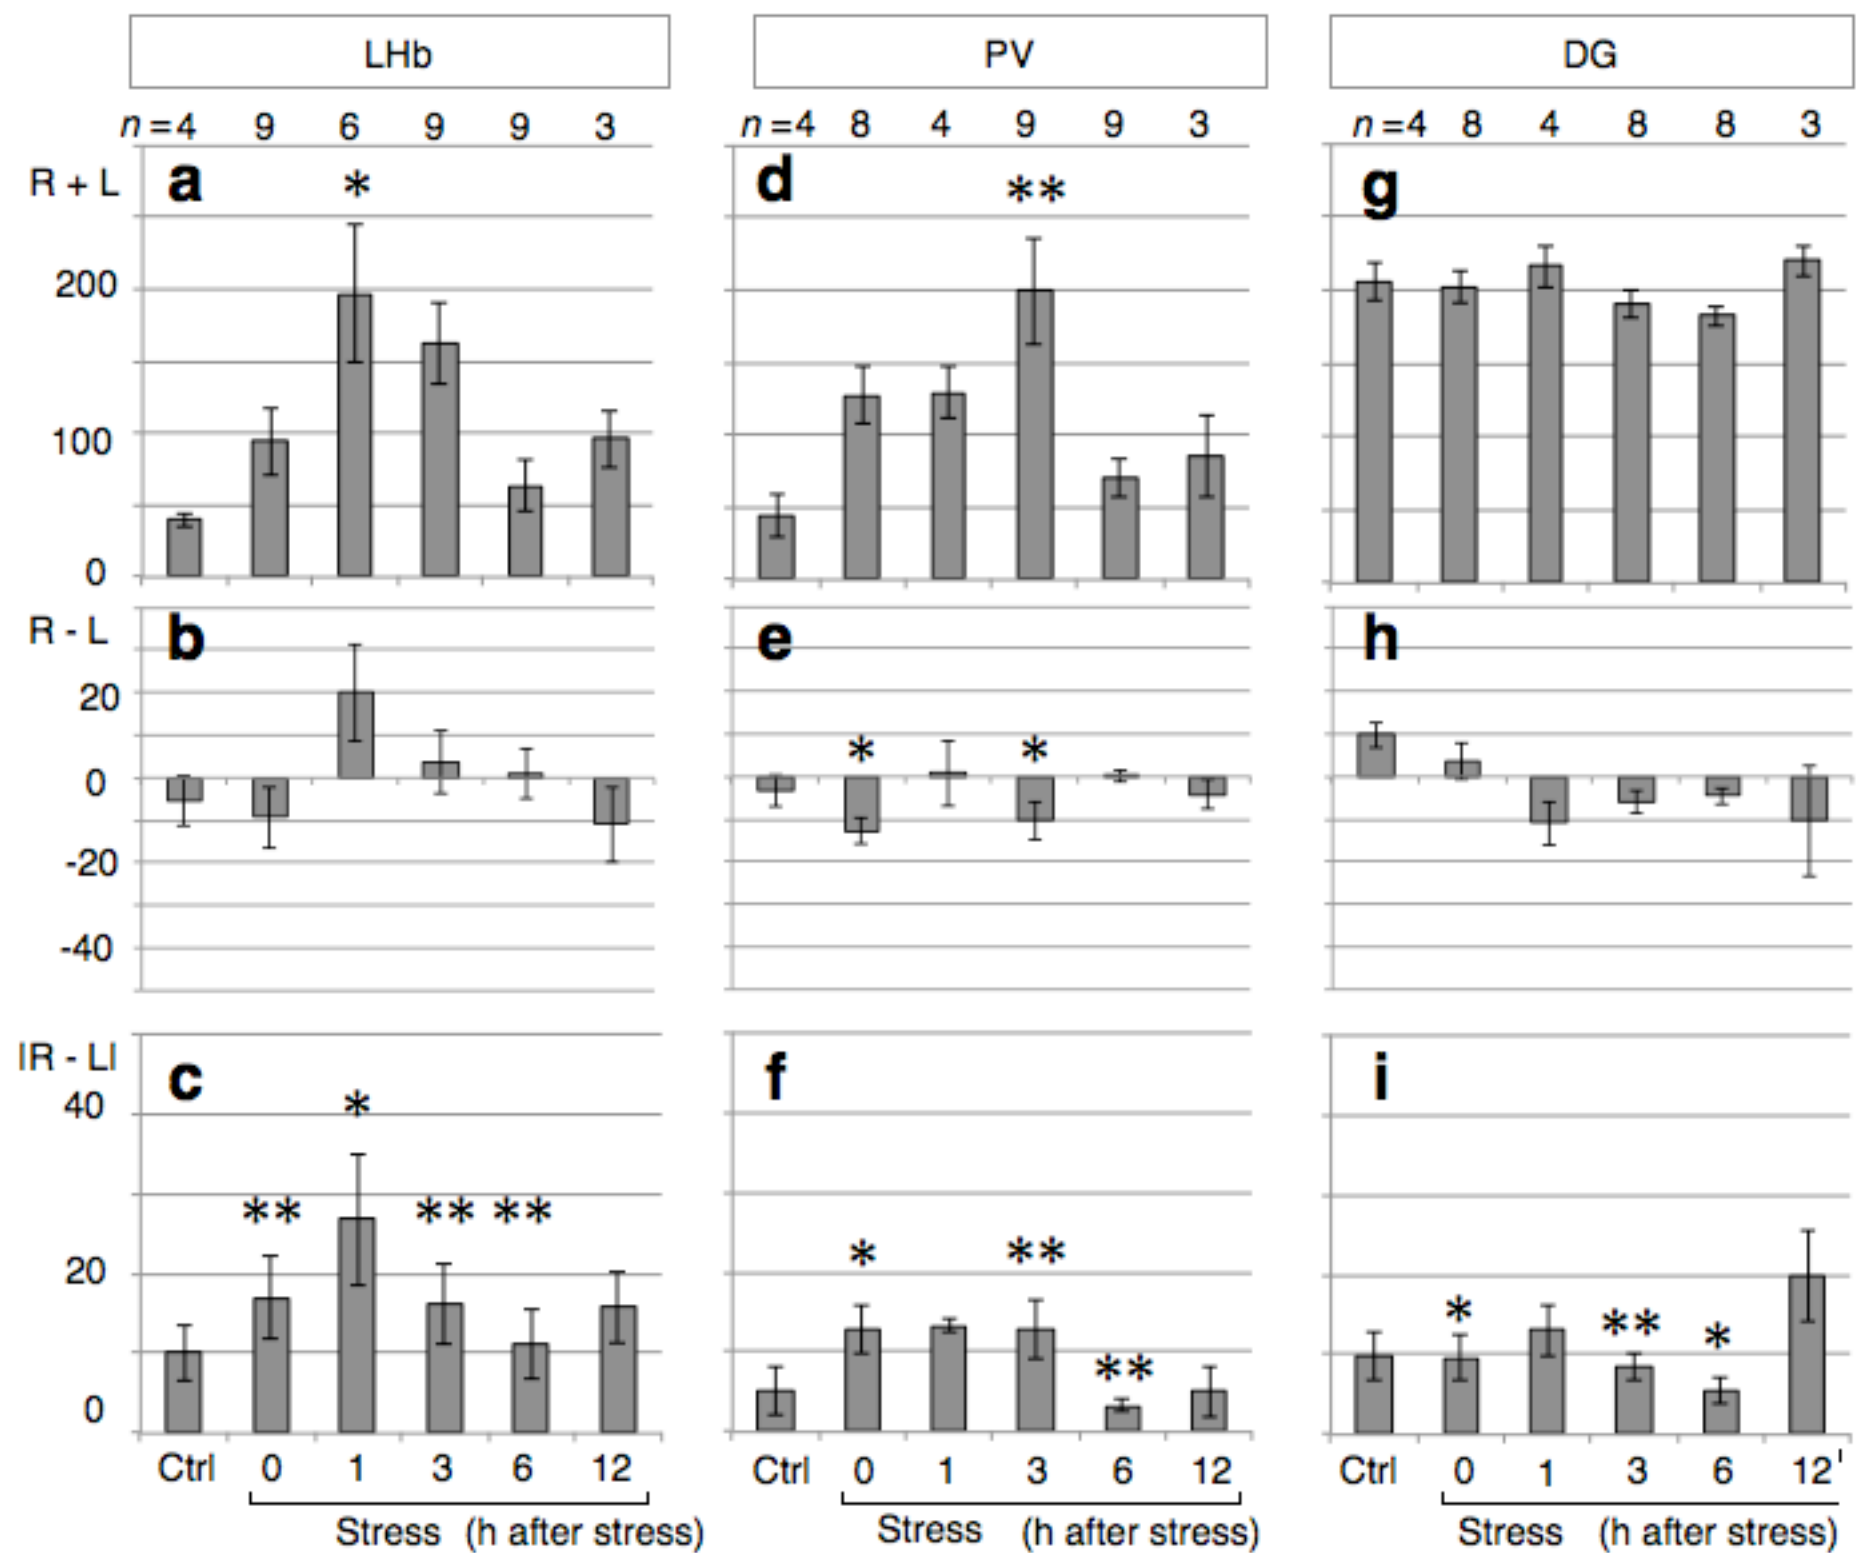 LHb PV DG
n = 4 9 6 9 9 3 n = 4 8 4 9 9 3 n = 4 8 4 8 8 3
R + L a * d ** g
200
100
0
R - L b e h
20
* *
0
-20
-40
|R - L| c f i
40 *
** ** ** * **
20 * ** *
**
0
Ctrl 0 1 3 6 12 Ctrl 0 1 3 6 12 Ctrl 0 1 3 6 12
Stress (h after stress) Stress (h after stress) Stress (h after stress)